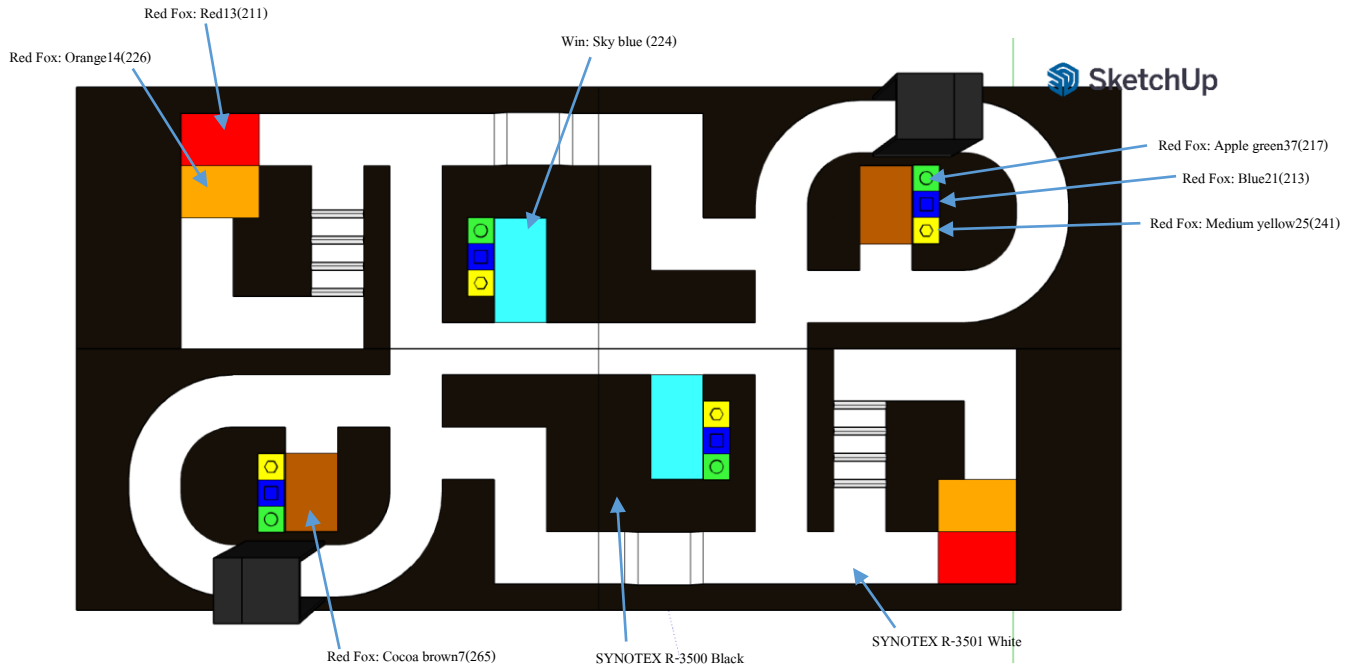 Red Fox: Red13(211)
Win: Sky blue (224)
Red Fox: Orange14(226)
SketchUp
Red Fox: Apple green37(217)
Red Fox: Blue21(213)
Red Fox: Medium yellow25(241)
SYNOTEX R-3501 White
Red Fox: Cocoa brown7(265)
SYNOTEX R-3500 Black